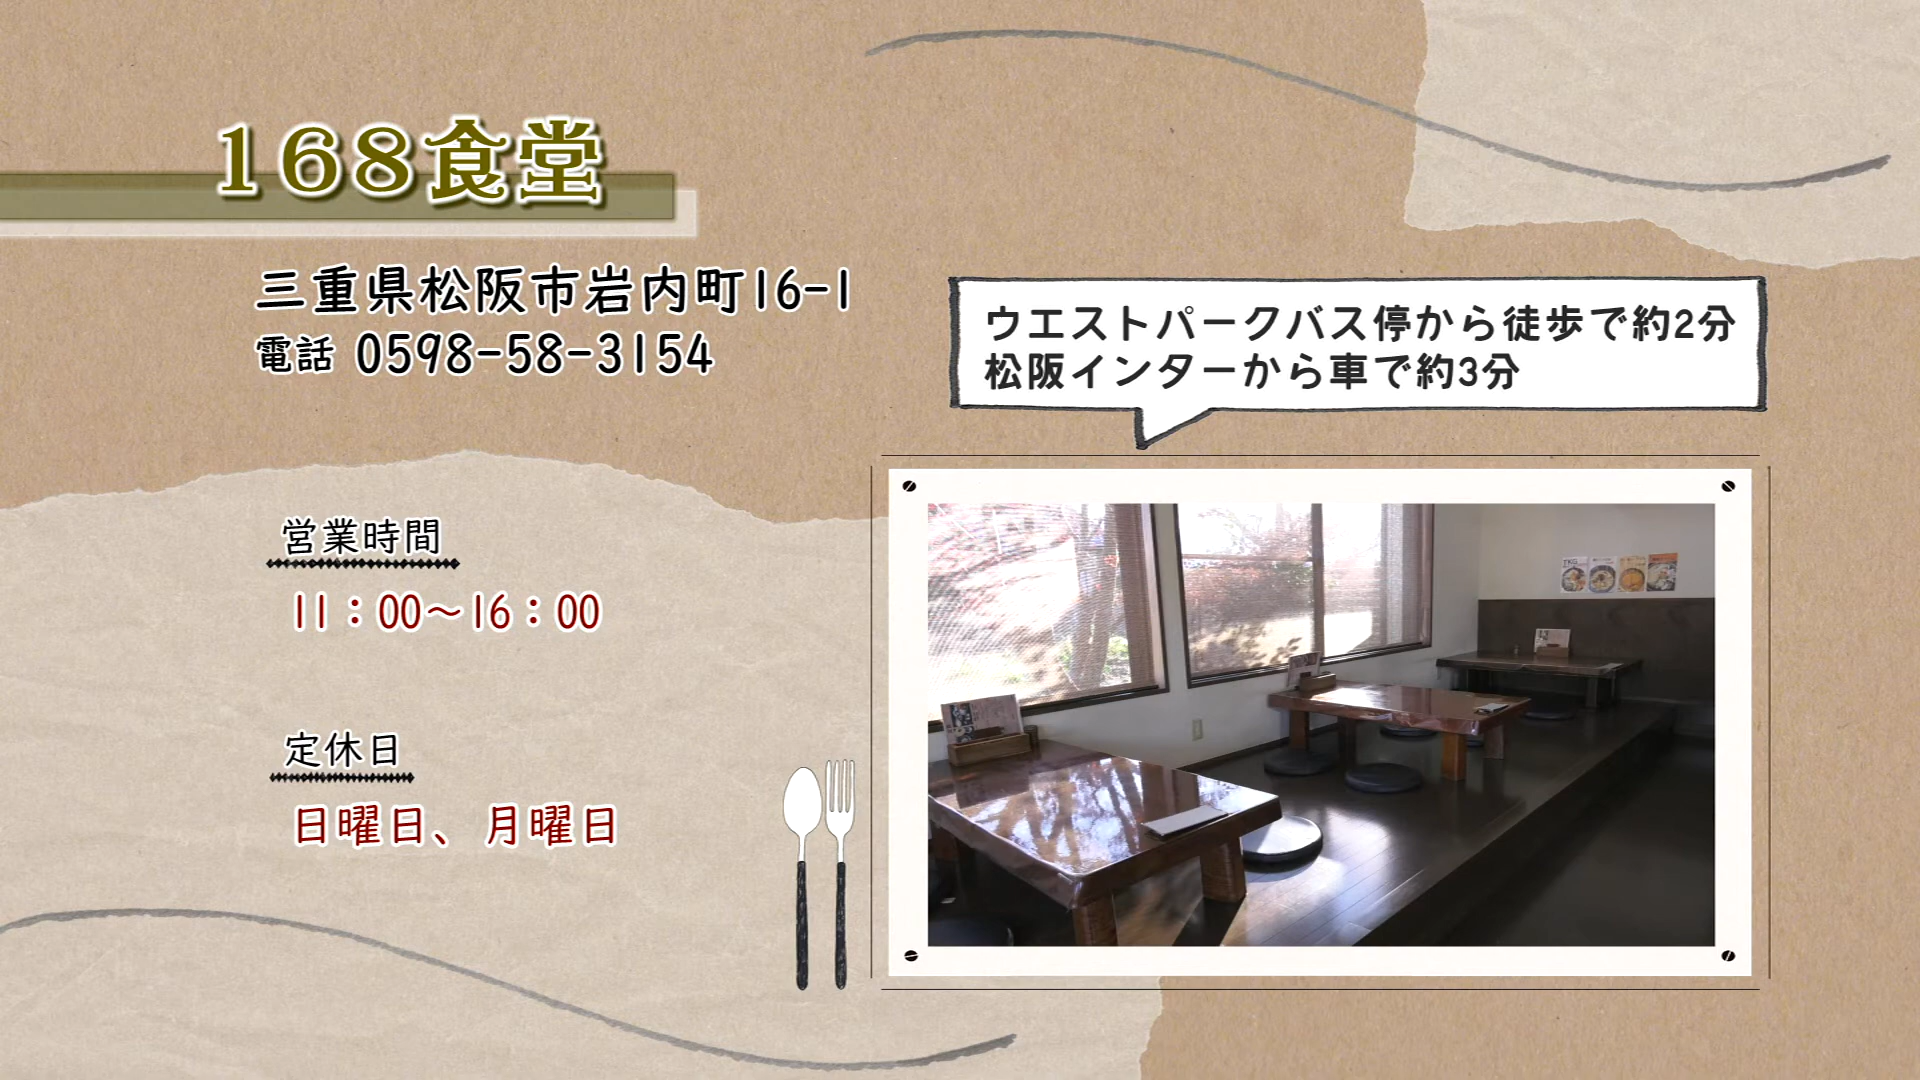 168食堂
三重県松阪市岩内町16-1
電話 0598-58-3154
ウエストパークバス停から徒歩で約2分
松阪インターから車で約3分
営業時間
11：00～16：00
定休日
日曜日、月曜日
TKG